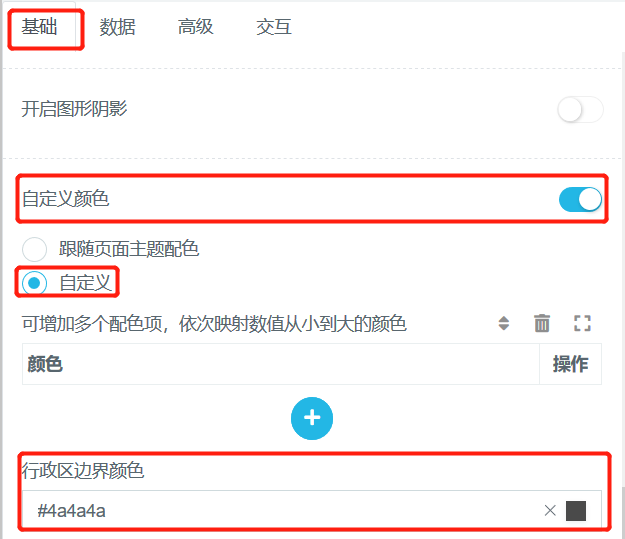 基础 数据 高级 交互
开启图形阴影
自定义颜色
跟随页面主题配色
自定义
可增加多个配色项，依次映射数值从小到大的颜色
颜色 操作
行政区边界颜色
#4a4a4a